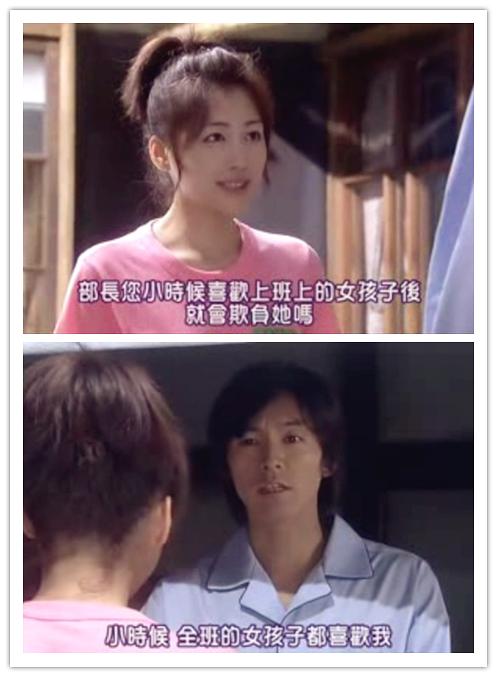 部長您小時候喜歡上班上的女孩子後
就會欺負她嗎
小時候 全班的女孩子都喜歡我